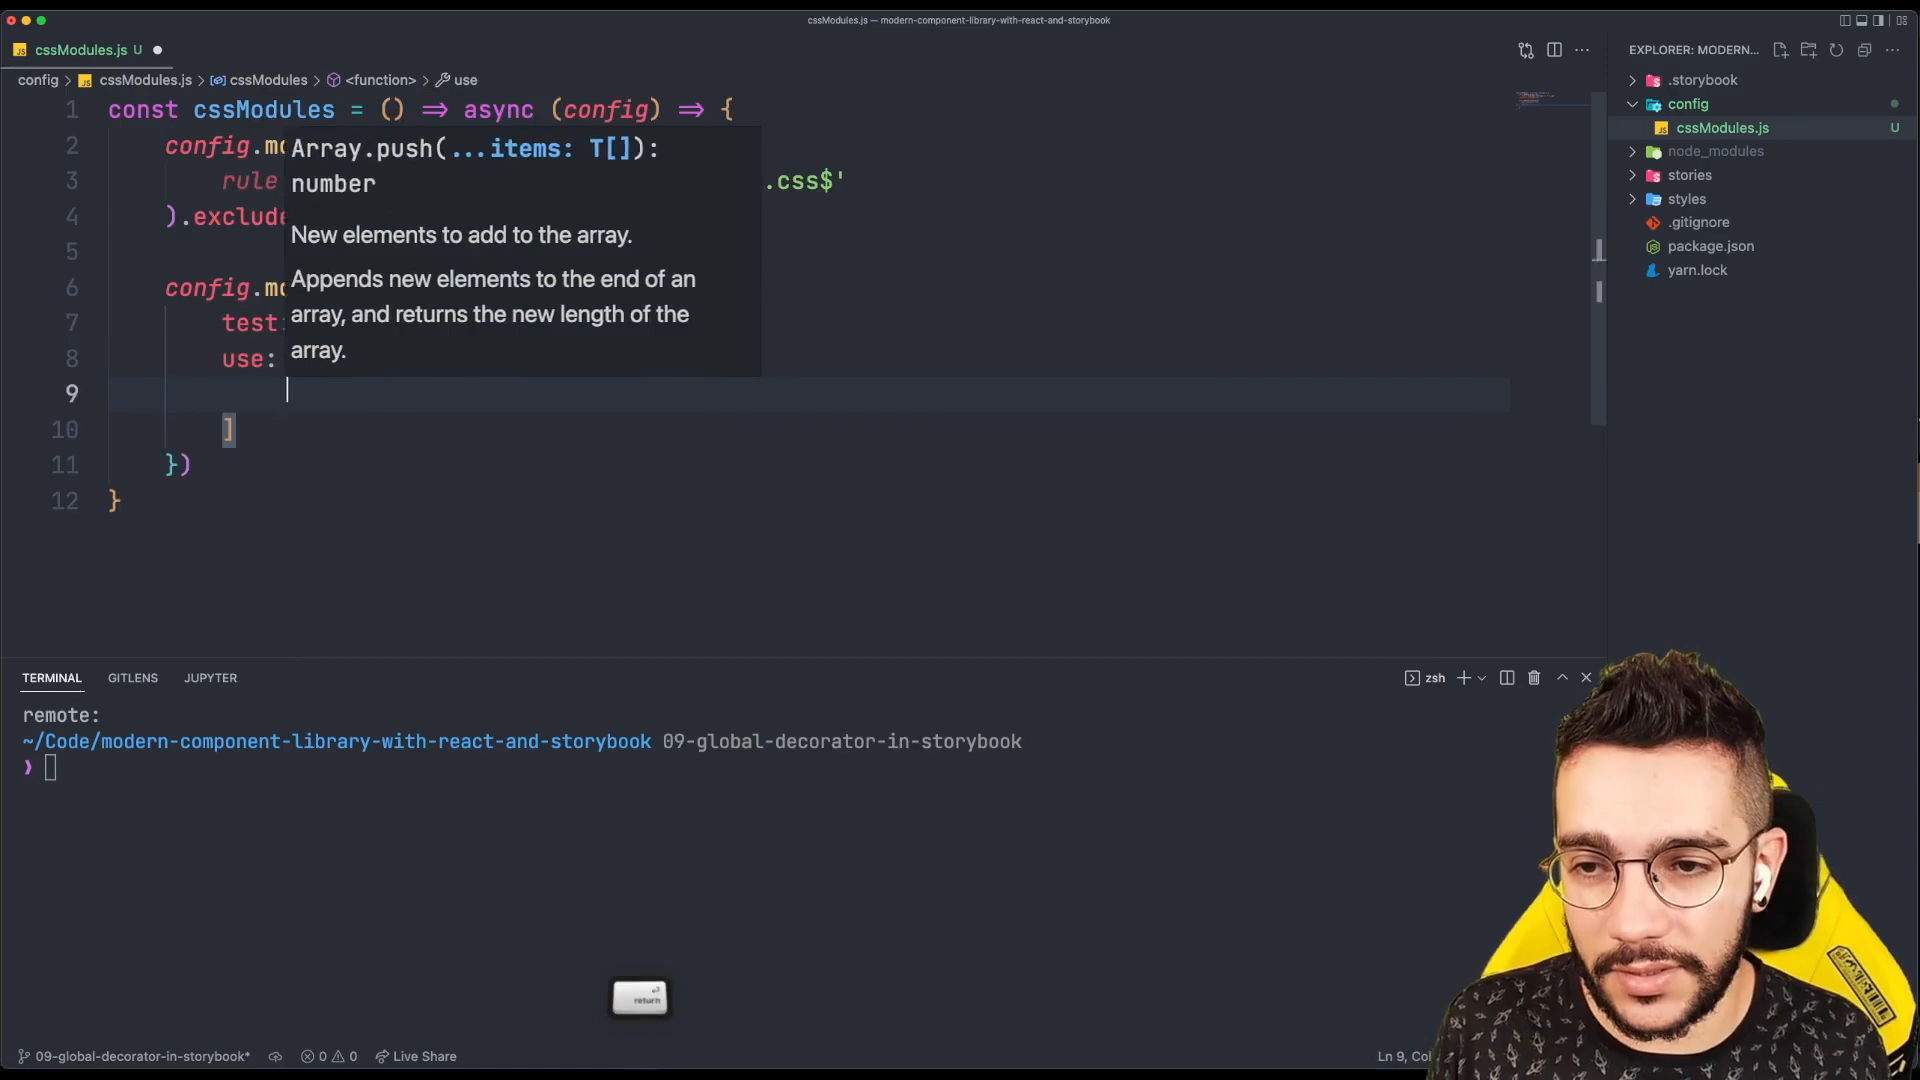 cssModules.js — modern-component-library-with-react-and-storybook
JS cssModules.js U
EXPLORER: MODERN...
config > JS cssModules.js > cssModules > <function> > use
1 const cssModules = () => async (config) => {
2 config.mo
3 rule .css$'
4 ).exclude
5
6 config.mo
7 test:
8 use:
9
10 ]
11 })
12 }
Array.push(...items: T[]):
number
New elements to add to the array.
Appends new elements to the end of an
array, and returns the new length of the
array.
.storybook
config
JS cssModules.js U
node_modules
stories
styles
.gitignore
package.json
yarn.lock
TERMINAL GITLENS JUPYTER
zsh
remote:
~/Code/modern-component-library-with-react-and-storybook 09-global-decorator-in-storybook
❯
return
09-global-decorator-in-storybook* 0 0 Live Share
Ln 9, Col